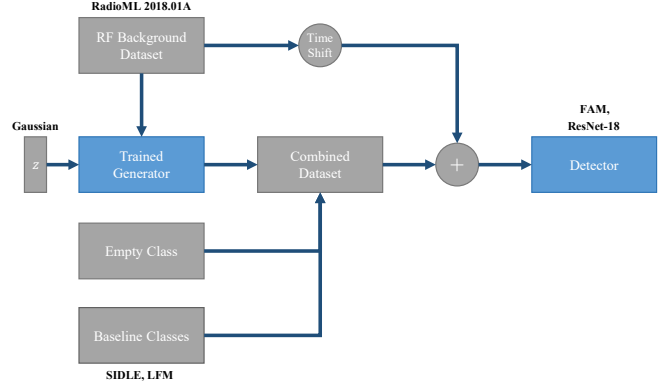 RadioML 2018.01A
RF Background
Dataset
Time
Shift
Gaussian
z
Trained
Generator
Combined
Dataset
+
FAM,
ResNet-18
Detector
Empty Class
Baseline Classes
SIDLE, LFM